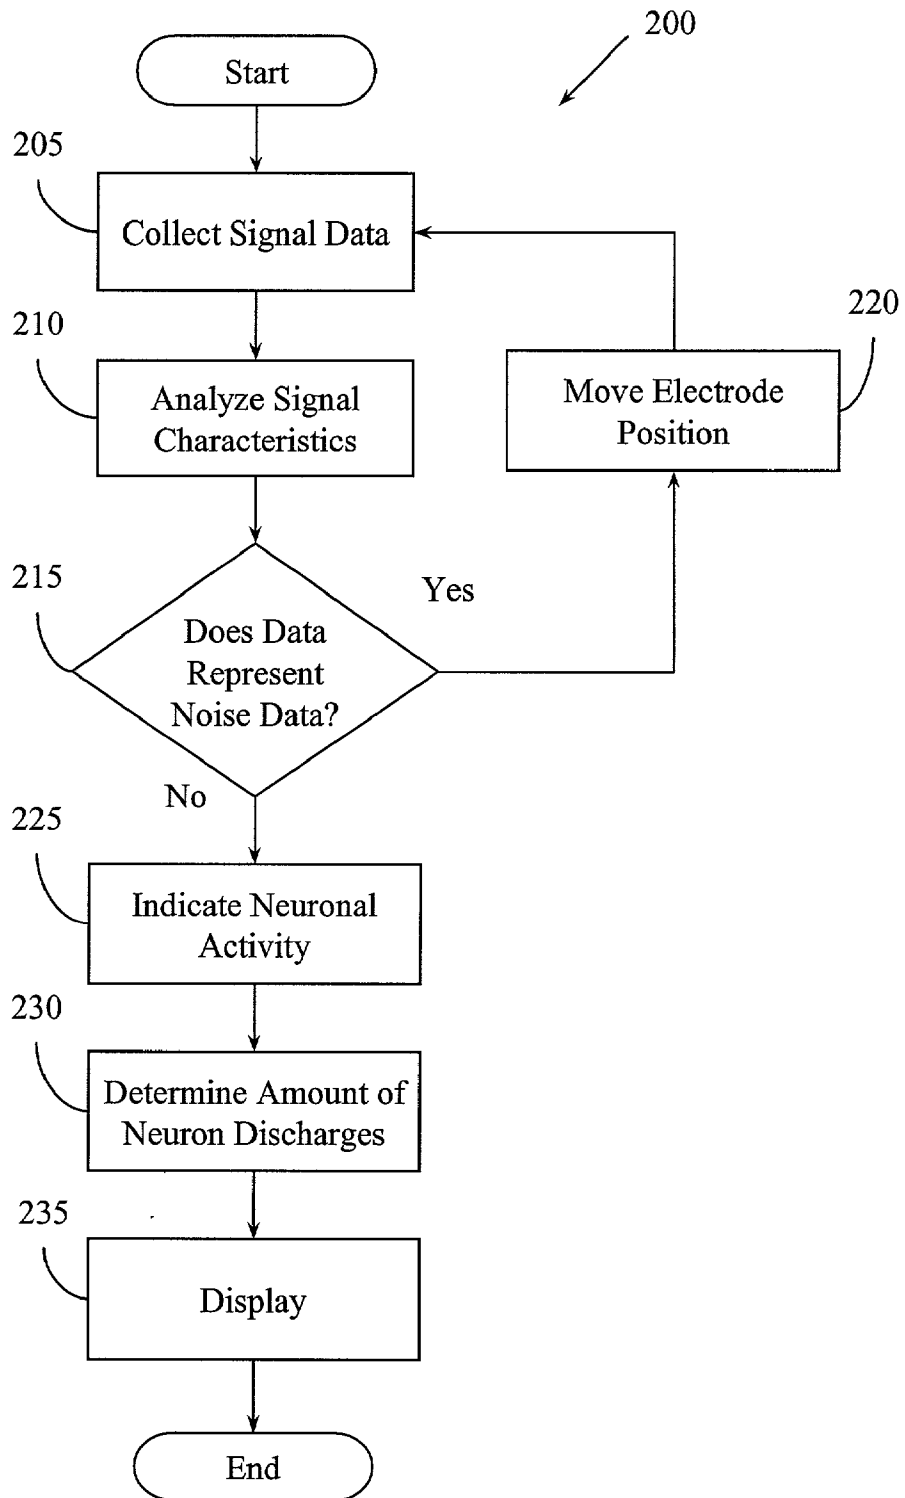 200
Start
205
Collect Signal Data
210
220
Analyze Signal
Characteristics
Move Electrode
Position
215
Yes
Does Data
Represent
Noise Data?
No
225
Indicate Neuronal
Activity
230
Determine Amount of
Neuron Discharges
235
Display
End